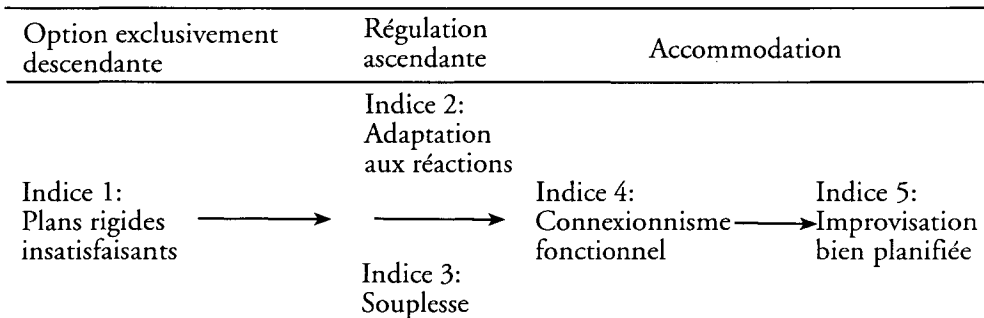 Option exclusivement
descendante
Régulation
ascendante
Accommodation
Indice 2:
Adaptation
aux réactions
Indice 1:
Plans rigides
insatisfaisants
Indice 4:
Connexionnisme
fonctionnel
Indice 5:
Improvisation
bien planifiée
Indice 3:
Souplesse